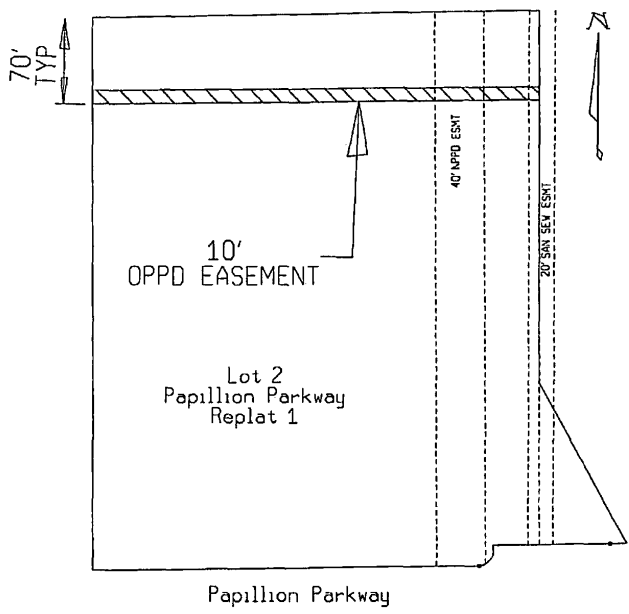 70'
TYP
N
40' NPPD ESMT
20' SAN SEW ESMT
10'
OPPD EASEMENT
Lot 2
Papillion Parkway
Replat 1
Papillion Parkway